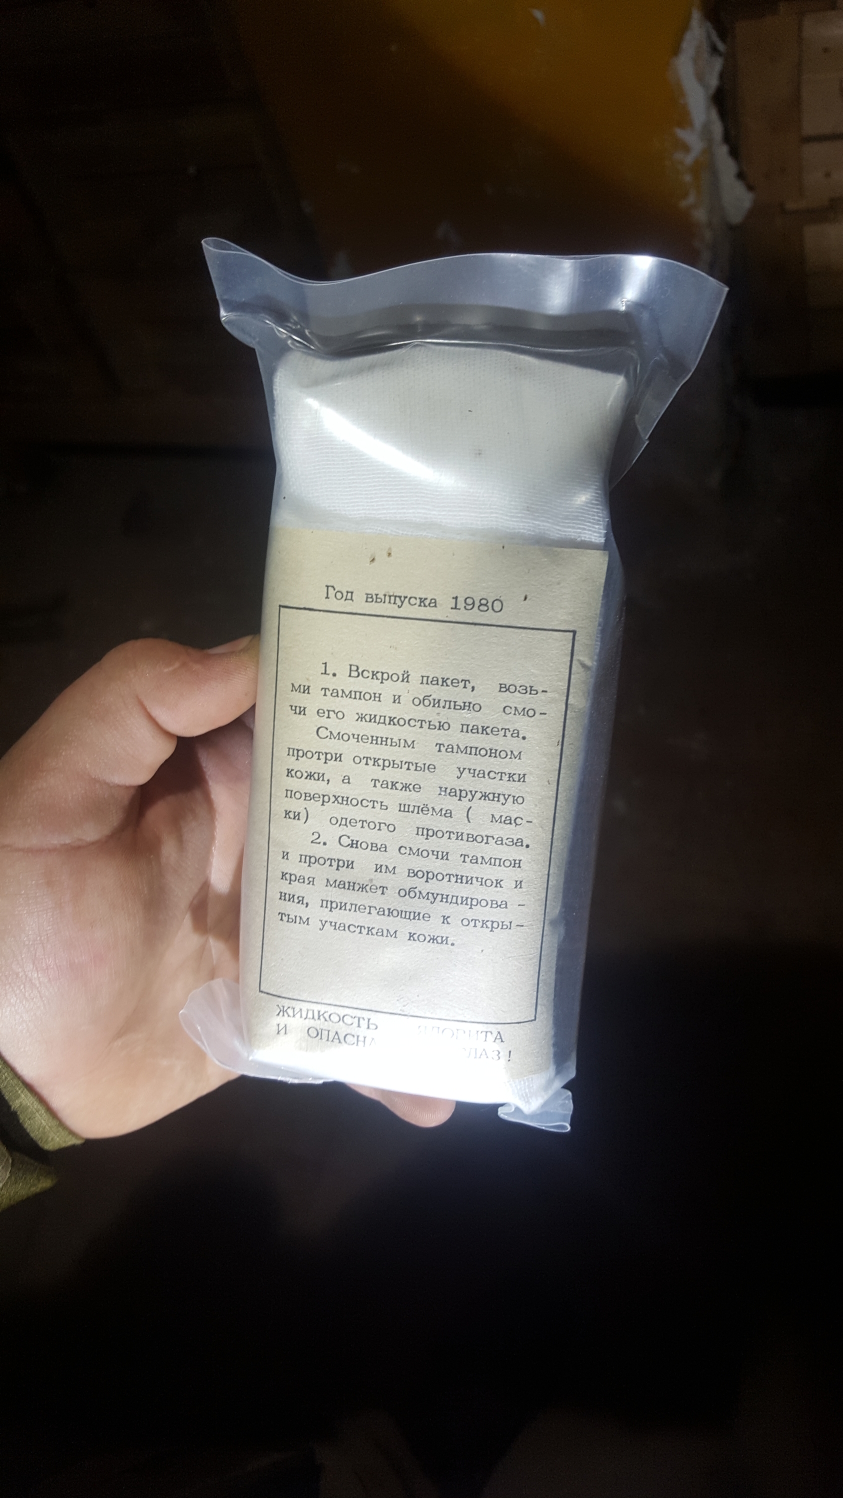 Год выпуска 1980
1. Вскрой пакет, возь-
ми тампон и обильно смо-
чи его жидкостью пакета.
Смоченным тампоном
протри открытые участки
кожи, а также наружную
поверхность шлёма ( мас-
ки) одетого противогаза.
2. Снова смочи тампон
и протри им воротничок и
края манжет обмундирова -
ния, прилегающие к откры-
тым участкам кожи.
ЖИДКОСТЬ
И